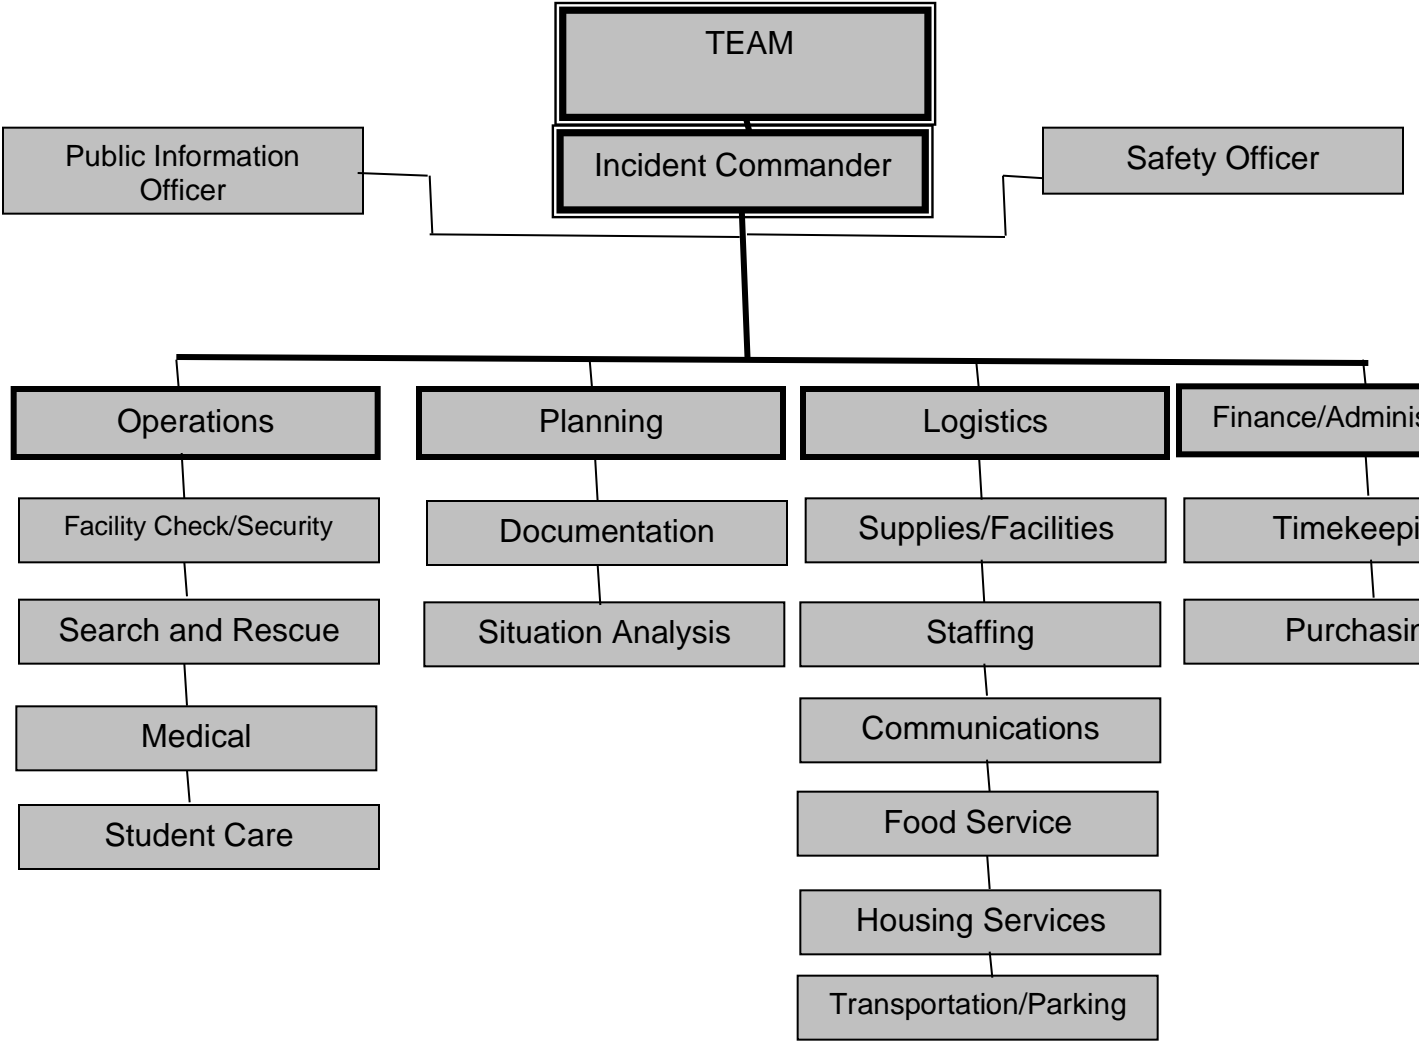 TEAM
Public Information
Officer
Incident Commander
Safety Officer
Operations
Planning
Logistics
Facility Check/Security
Documentation
Supplies/Facilities
Search and Rescue
Situation Analysis
Staffing
Medical
Communications
Student Care
Food Service
Housing Services
Transportation/Parking